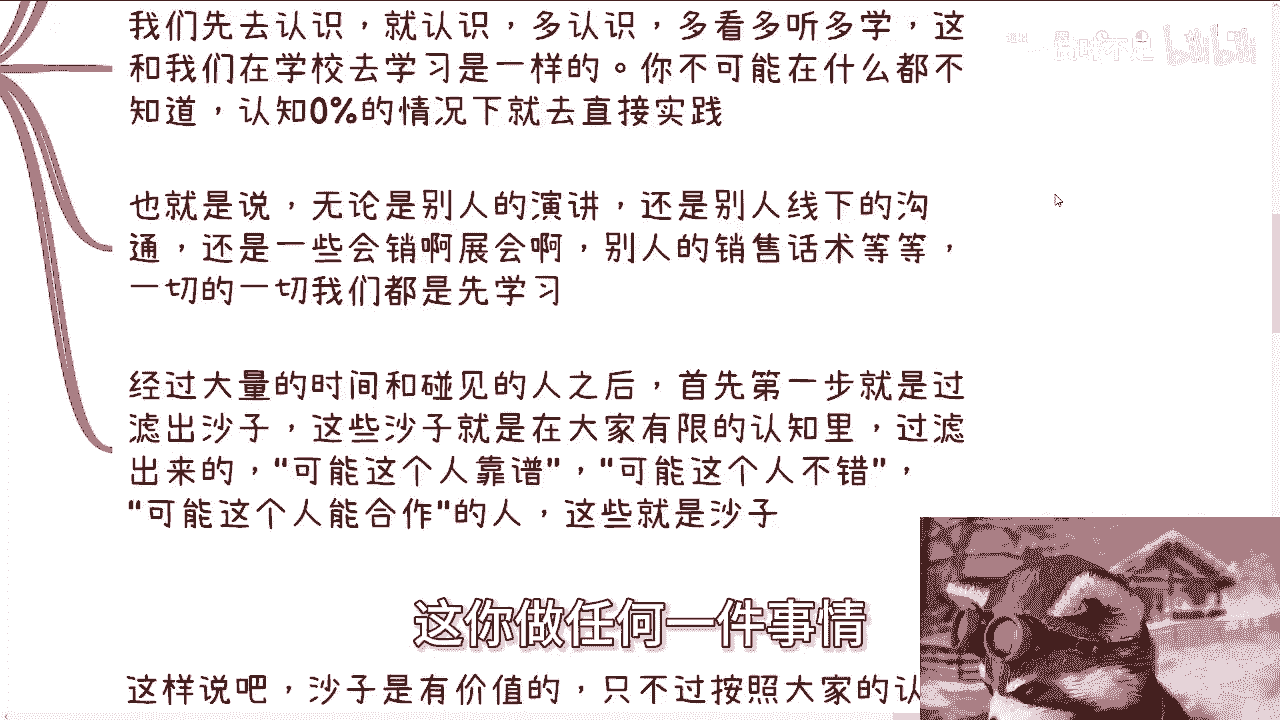 我们先去认识，就认识，多认识，多看多听多学，这
和我们在学校去学习是一样的。你不可能在什么都不
知道，认知0%的情况下就去直接实践
也就是说，无论是别人的演讲，还是别人线下的沟
通，还是一些会销啊展会啊，别人的销售话术等等，
一切的一切我们都是先学习
经过大量的时间和碰见的人之后，首先第一步就是过
滤出沙子，这些沙子就是在大家有限的认知里，过滤
出来的，"可能这个人靠谱"，"可能这个人不错"，
"可能这个人能合作"的人，这些就是沙子
这你做任何一件事情
这样说吧，沙子是有价值的，只不过按照大家的认
bilibili